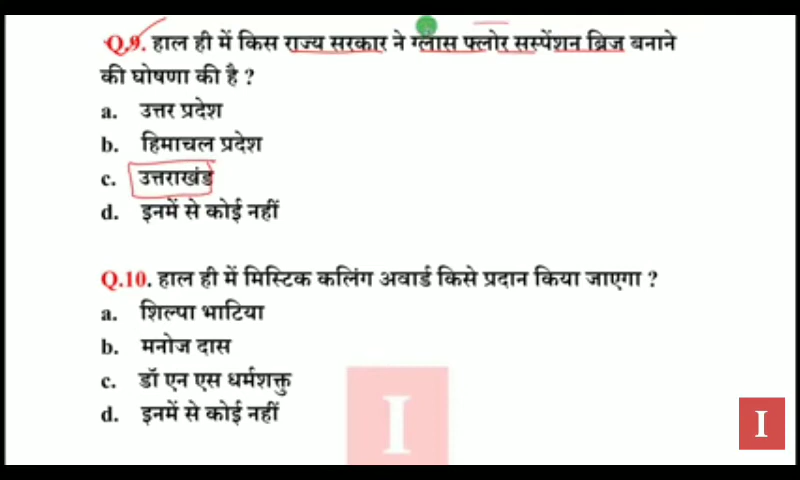 Q.9. हाल ही में किस राज्य सरकार ने ग्लास फ्लोर सस्पेंशन ब्रिज बनाने
की घोषणा की है ?
a. उत्तर प्रदेश
b. हिमाचल प्रदेश
c. उत्तराखंड
d. इनमें से कोई नहीं
Q.10. हाल ही में मिस्टिक कलिंग अवार्ड किसे प्रदान किया जाएगा ?
a. शिल्पा भाटिया
b. मनोज दास
c. डॉ एन एस धर्मशक्तु
d. इनमें से कोई नहीं
I
I